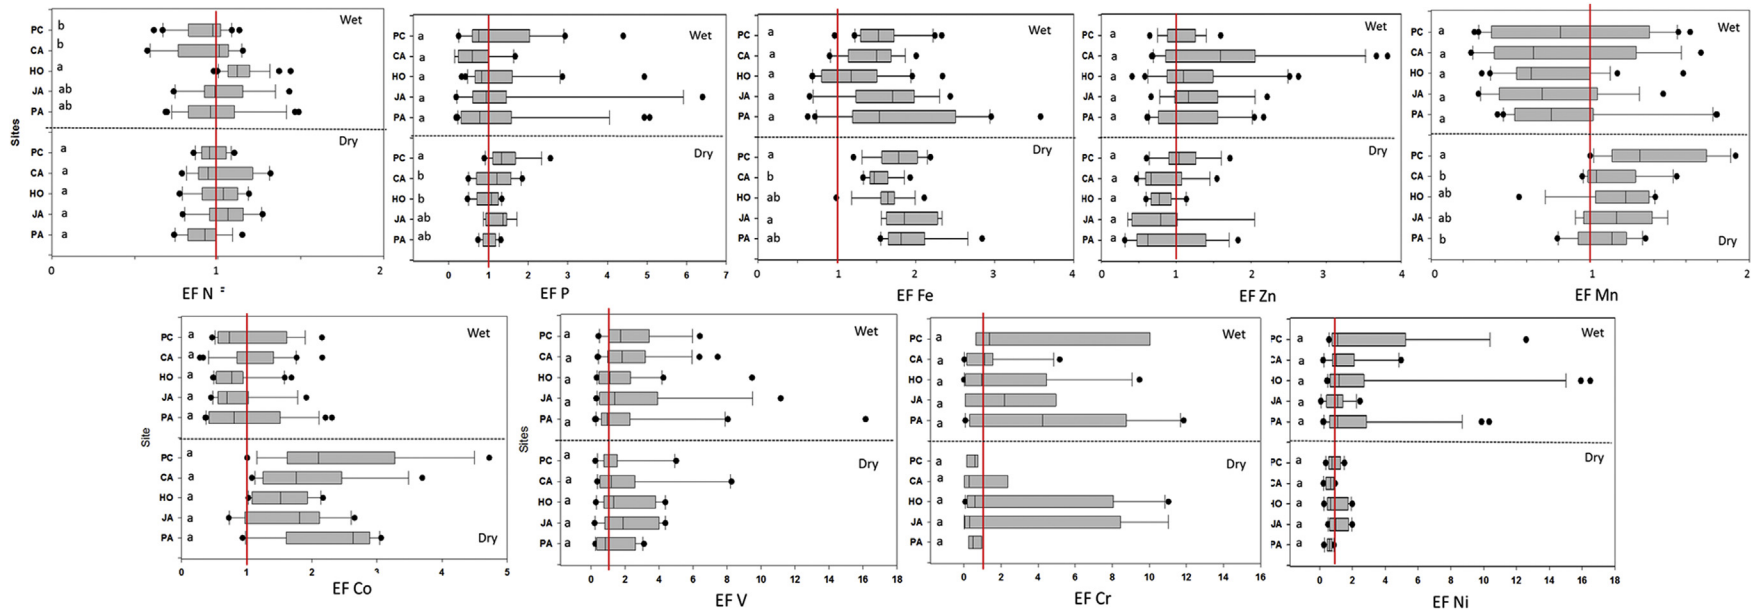 Wet
PC b
CA b
HO a
JA ab
PA ab
Sites
Dry
PC a
CA a
HO a
JA a
PA a
0 1 2
EF N
Wet
PC a
CA a
HO a
JA a
PA a
Dry
PC a
CA b
HO b
JA ab
PA ab
0 1 2 3 4 5 6 7
EF P
Wet
PC a
CA a
HO a
JA a
PA a
Dry
PC a
CA b
HO ab
JA a
PA ab
0 1 2 3 4
EF Fe
Wet
PC a
CA a
HO a
JA a
PA a
Dry
PC a
CA a
HO a
JA a
PA a
0 1 2 3 4
EF Zn
Wet
PC a
CA a
HO a
JA a
PA a
PC a
CA b
HO ab
JA ab
PA b
Dry
0 1 2
EF Mn
Wet
PC a
CA a
HO a
JA a
PA a
Site
PC a
CA a
HO a
JA a
PA a
Dry
0 1 2 3 4 5
EF Co
Wet
PC a
CA a
HO a
JA a
PA a
Sites
Dry
PC a
CA a
HO a
JA a
PA a
0 2 4 6 8 10 12 14 16 18
EF V
Wet
PC a
CA a
HO a
JA a
PA a
Dry
PC a
CA a
HO a
JA a
PA a
0 2 4 6 8 10 12 14 16
EF Cr
Wet
PC a
CA a
HO a
JA a
PA a
Dry
PC a
CA a
HO a
JA a
PA a
0 2 4 6 8 10 12 14 16 18
EF Ni